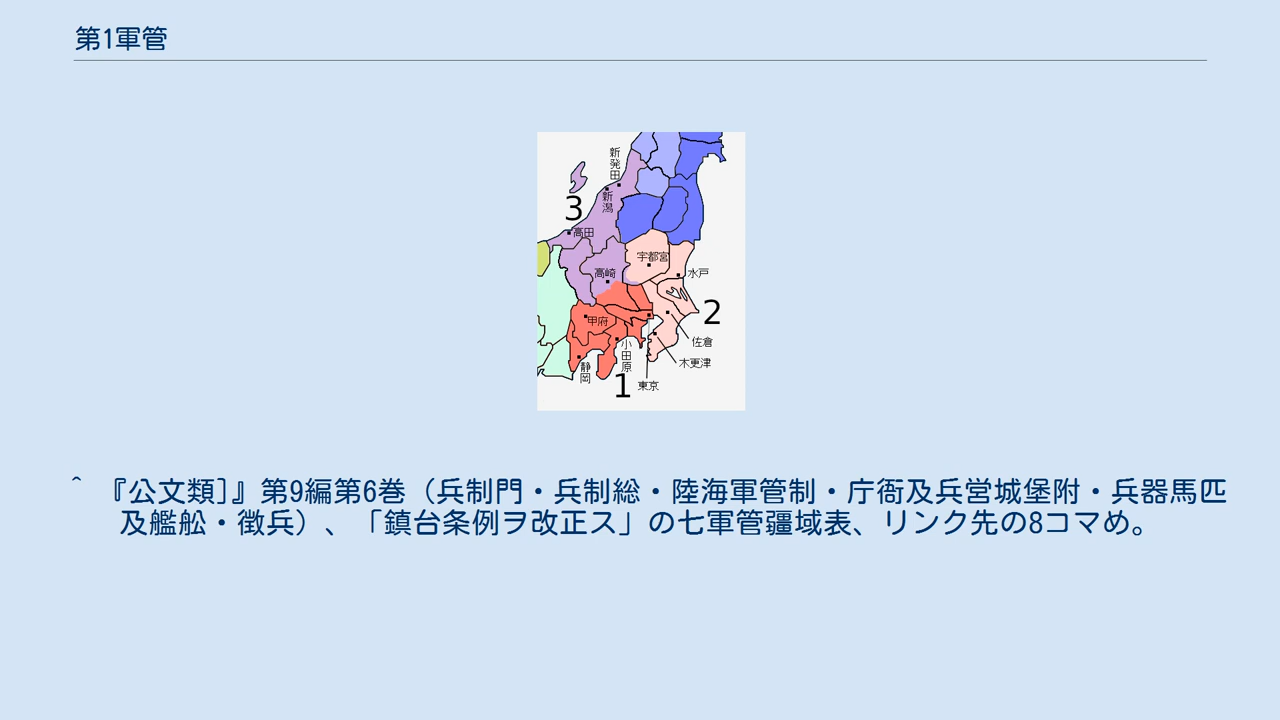 第1軍管
新発田
新潟
3
高田
宇都宮
高崎
水戸
2
甲府
佐倉
小田原
木更津
静岡
1
東京
^ 『公文類]』第9編第6巻（兵制門・兵制総・陸海軍管制・庁衙及兵営城堡附・兵器馬匹
及艦舩・徴兵）、「鎮台条例ヲ改正ス」の七軍管疆域表、リンク先の8コマめ。